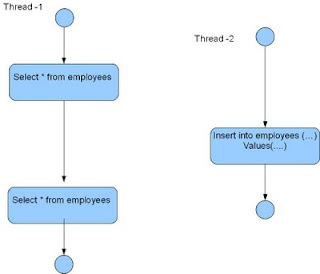 Thread -1
Thread -2
Select * from employees
Insert into employees (...)
Values(....)
Select * from employees